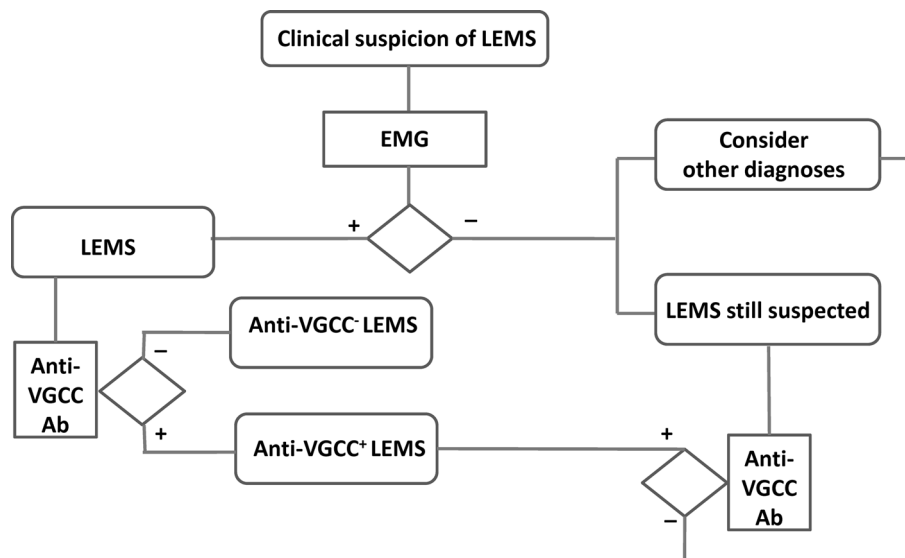 Clinical suspicion of LEMS
EMG
Consider
other diagnoses
+
–
LEMS
LEMS still suspected
Anti-VGCC⁻ LEMS
–
Anti-
VGCC
Ab
+
Anti-VGCC⁺ LEMS
+
Anti-
VGCC
Ab
–